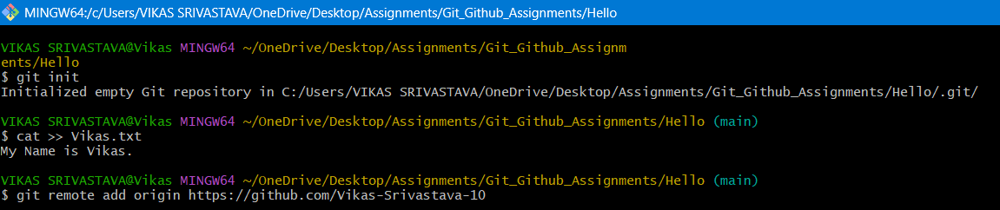 MINGW64:/c/Users/VIKAS SRIVASTAVA/OneDrive/Desktop/Assignments/Git_Github_Assignments/Hello
VIKAS SRIVASTAVA@Vikas MINGW64 ~/OneDrive/Desktop/Assignments/Git_Github_Assignm
ents/Hello
$ git init
Initialized empty Git repository in C:/Users/VIKAS SRIVASTAVA/OneDrive/Desktop/Assignments/Git_Github_Assignments/Hello/.git/
VIKAS SRIVASTAVA@Vikas MINGW64 ~/OneDrive/Desktop/Assignments/Git_Github_Assignments/Hello (main)
$ cat >> Vikas.txt
My Name is Vikas.
VIKAS SRIVASTAVA@Vikas MINGW64 ~/OneDrive/Desktop/Assignments/Git_Github_Assignments/Hello (main)
$ git remote add origin https://github.com/Vikas-Srivastava-10